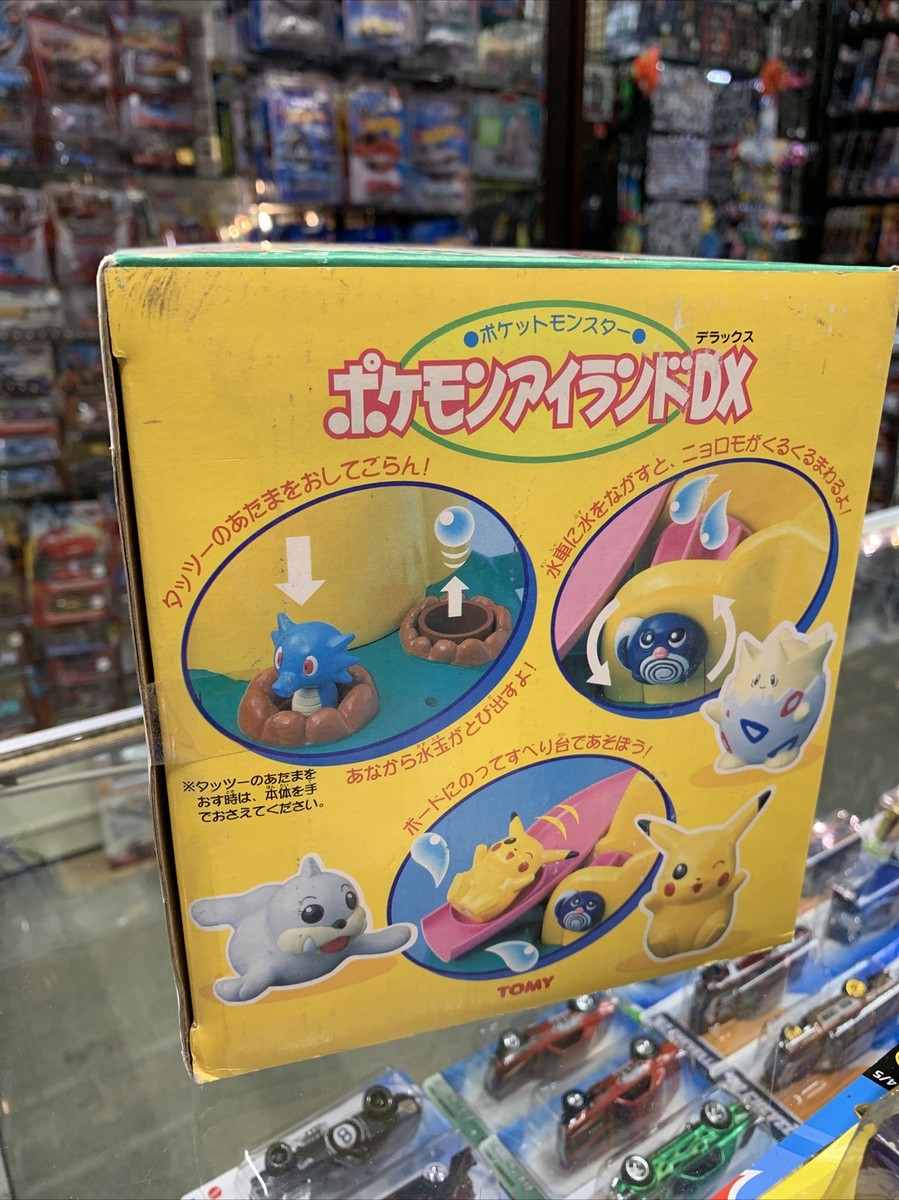 ●ポケットモンスター●
デラックス
ポケモンアイランドDX
タッツーのあたまをおしてごらん！
水車に水をながすと、ニョロモがくるくるまわるよ！
あなから水玉がとび出すよ！
※タッツーのあたまを
おす時は、本体を手
でおさえてください。
ボードにのってすべり台であそぼう！
TOMY
4/5
8